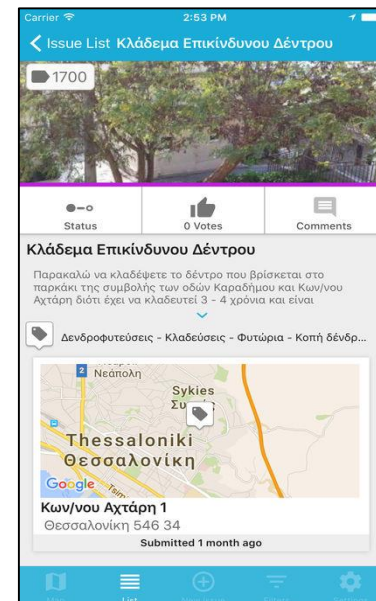 Carrier 2:53 PM
Issue List Κλάδεμα Επικίνδυνου Δέντρου
1700
Status
0 Votes
Comments
Κλάδεμα Επικίνδυνου Δέντρου
Παρακαλώ να κλαδέψετε το δέντρο που βρίσκεται στο
παρκάκι της συμβολής των οδών Καραδήμου και Κων/νου
Αχτάρη διότι έχει να κλαδευτεί 3 - 4 χρόνια και είναι
Δενδροφυτεύσεις - Κλαδεύσεις - Φυτώρια - Κοπή δένδρ...
2
Νεάπολη
Sykies
Thessaloniki
Θεσσαλονίκη
Google
Κων/νου Αχτάρη 1
Θεσσαλονίκη 546 34
Submitted 1 month ago
List